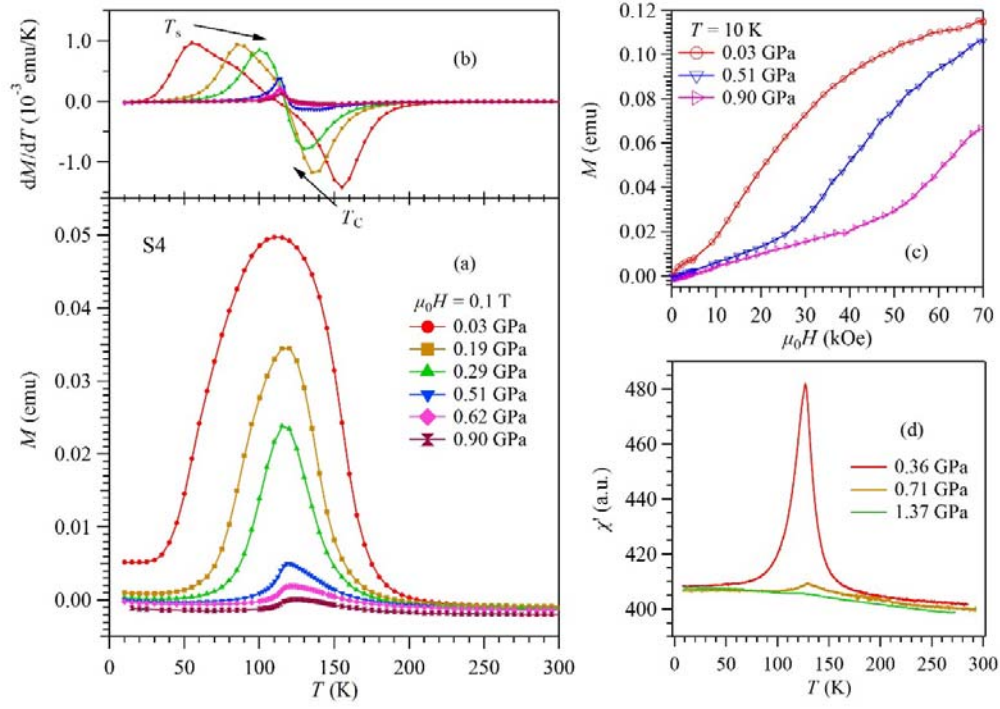 dM/dT (10⁻³ emu/K)
1.0
0.0
-1.0
Tₛ
(b)
T_C
M (emu)
0.05
0.04
0.03
0.02
0.01
0.00
S4
(a)
μ₀H = 0.1 T
0.03 GPa
0.19 GPa
0.29 GPa
0.51 GPa
0.62 GPa
0.90 GPa
0 50 100 150 200 250 300
T (K)
M (emu)
0.12
0.10
0.08
0.06
0.04
0.02
0.00
T = 10 K
0.03 GPa
0.51 GPa
0.90 GPa
(c)
0 10 20 30 40 50 60 70
μ₀H (kOe)
χ' (a.u.)
480
460
440
420
400
(d)
0.36 GPa
0.71 GPa
1.37 GPa
0 50 100 150 200 250 300
T (K)